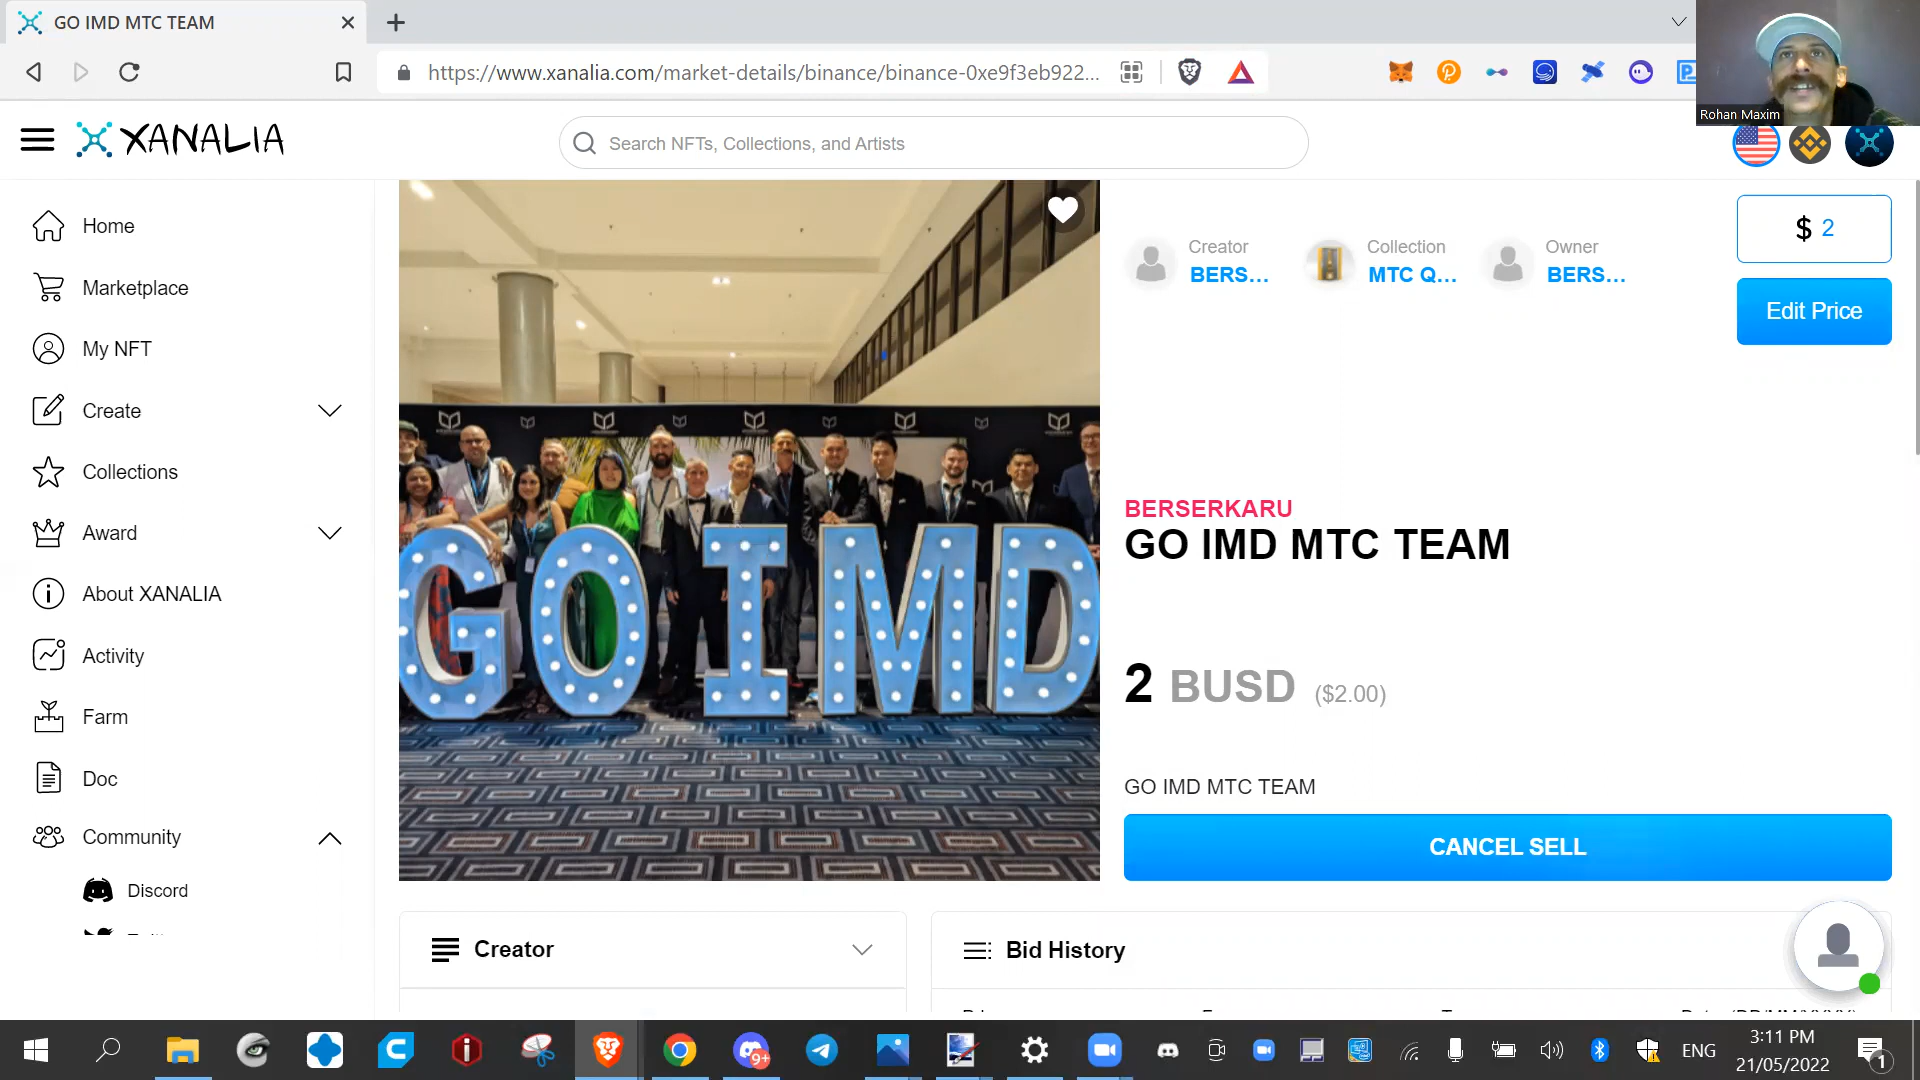 GO IMD MTC TEAM
https://www.xanalia.com/market-details/binance/binance-0xe9f3eb922...
Rohan Maxim
XANALIA
Search NFTs, Collections, and Artists
Home
Marketplace
My NFT
Create
Collections
Award
About XANALIA
Activity
Farm
Doc
Community
Discord
GO IMD
Creator
BERS...
Collection
MTC Q...
Owner
BERS...
$ 2
Edit Price
BERSERKARU
GO IMD MTC TEAM
2 BUSD ($2.00)
GO IMD MTC TEAM
CANCEL SELL
Creator
Bid History
9+
ENG
3:11 PM
21/05/2022
1